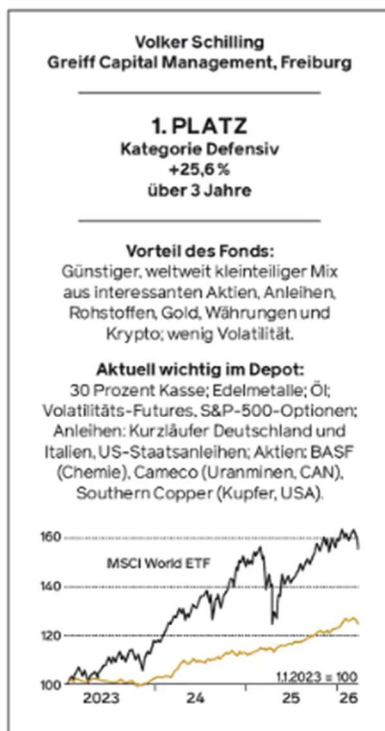 Volker Schilling
Greiff Capital Management, Freiburg
1. PLATZ
Kategorie Defensiv
+25,6 %
über 3 Jahre
Vorteil des Fonds:
Günstiger, weltweit kleinteiliger Mix
aus interessanten Aktien, Anleihen,
Rohstoffen, Gold, Währungen und
Krypto; wenig Volatilität.
Aktuell wichtig im Depot:
30 Prozent Kasse; Edelmetalle; Öl;
Volatilitäts-Futures, S&P-500-Optionen;
Anleihen: Kurzläufer Deutschland und
Italien, US-Staatsanleihen; Aktien: BASF
(Chemie), Cameco (Uranminen, CAN),
Southern Copper (Kupfer, USA).
160
MSCI World ETF
140
120
100
1.1.2023 = 100
2023 24 25 26